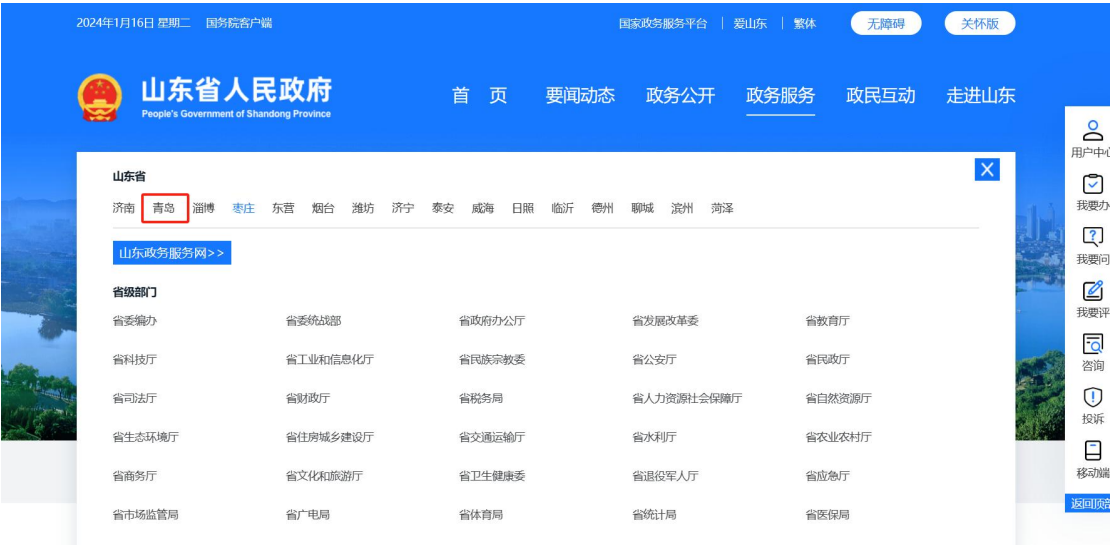 2024年1月16日 星期二 国务院客户端 国家政务服务平台 | 爱山东 | 繁体 无障碍 关怀版
山东省人民政府
People's Government of Shandong Province
首 页 要闻动态 政务公开 政务服务 政民互动 走进山东
山东省 X
济南 青岛 淄博 枣庄 东营 烟台 潍坊 济宁 泰安 威海 日照 临沂 德州 聊城 滨州 菏泽
山东政务服务网>>
省级部门
省委编办 省委统战部 省政府办公厅 省发展改革委 省教育厅
省科技厅 省工业和信息化厅 省民族宗教委 省公安厅 省民政厅
省司法厅 省财政厅 省税务局 省人力资源社会保障厅 省自然资源厅
省生态环境厅 省住房城乡建设厅 省交通运输厅 省水利厅 省农业农村厅
省商务厅 省文化和旅游厅 省卫生健康委 省退役军人厅 省应急厅
省市场监管局 省广电局 省体育局 省统计局 省医保局
用户中心
我要办
我要问
我要评
咨询
投诉
移动端
返回顶部